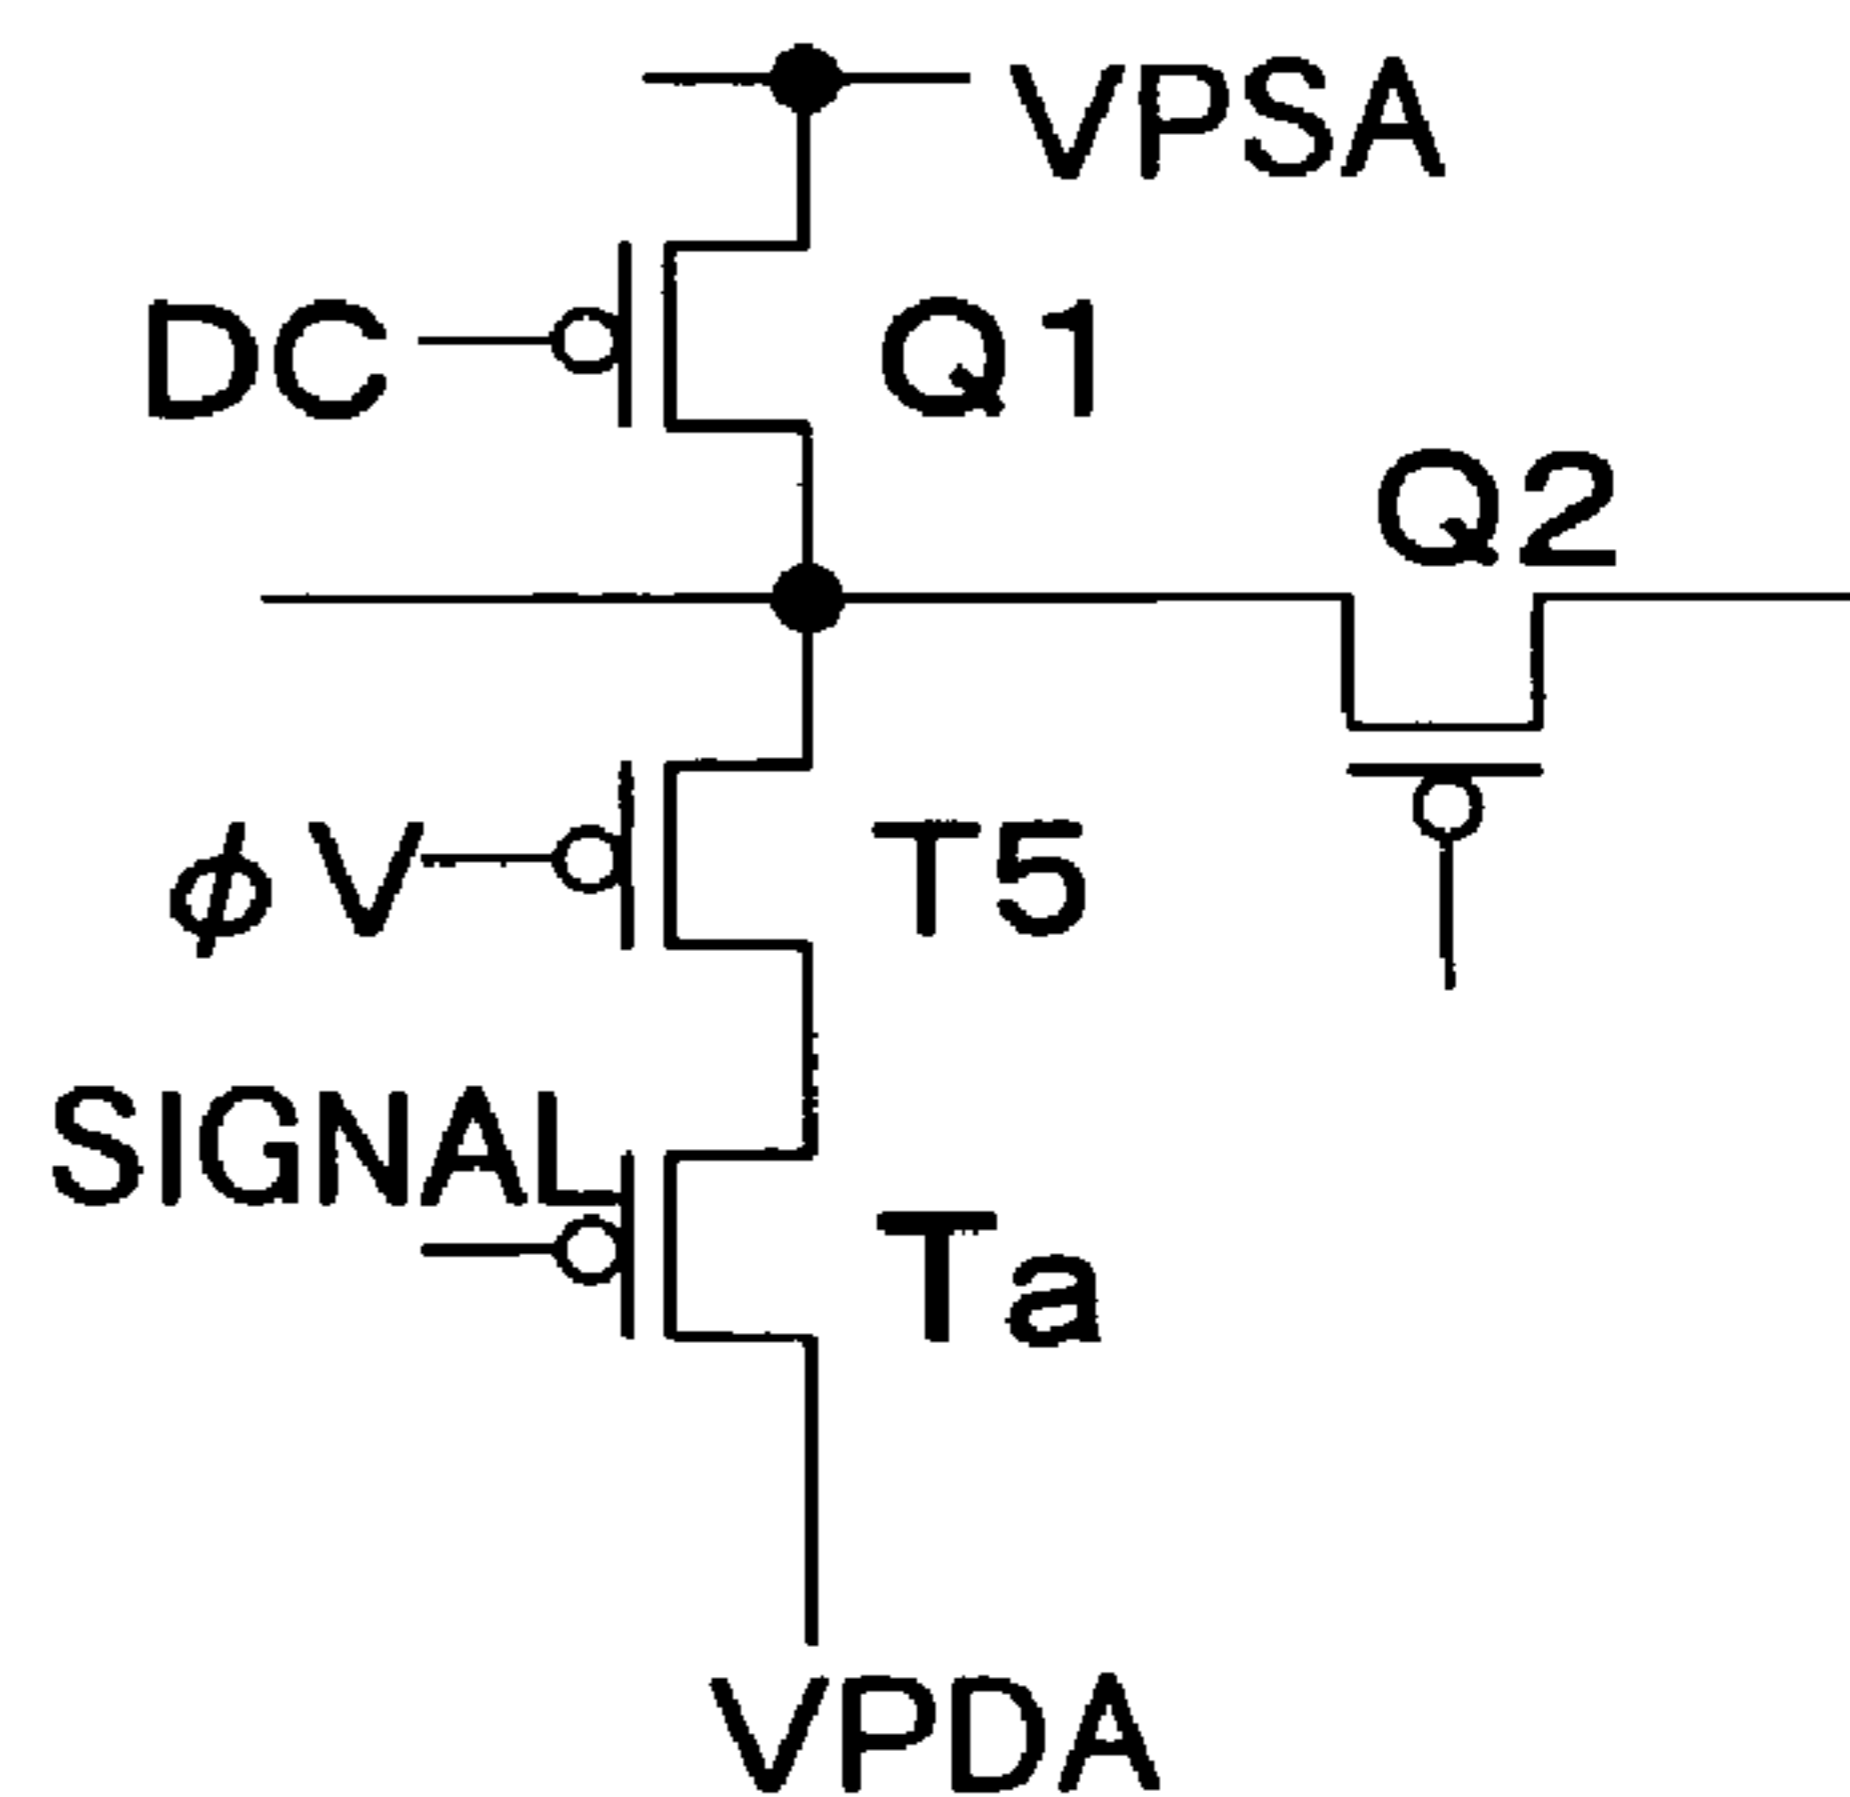 VPSA
DC
Q1
Q2
ϕV
T5
SIGNAL
Ta
VPDA